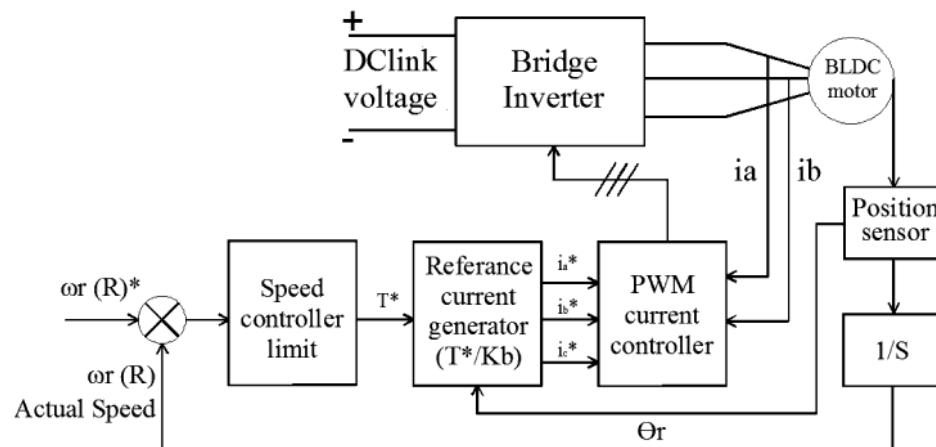 +
DClink
voltage
-
Bridge
Inverter
BLDC
motor
ia
ib
Position
sensor
ωr (R)*
Speed
controller
limit
T*
Referance
current
generator
(T*/Kb)
ia*
ib*
ic*
PWM
current
controller
1/S
ωr (R)
Actual Speed
Θr